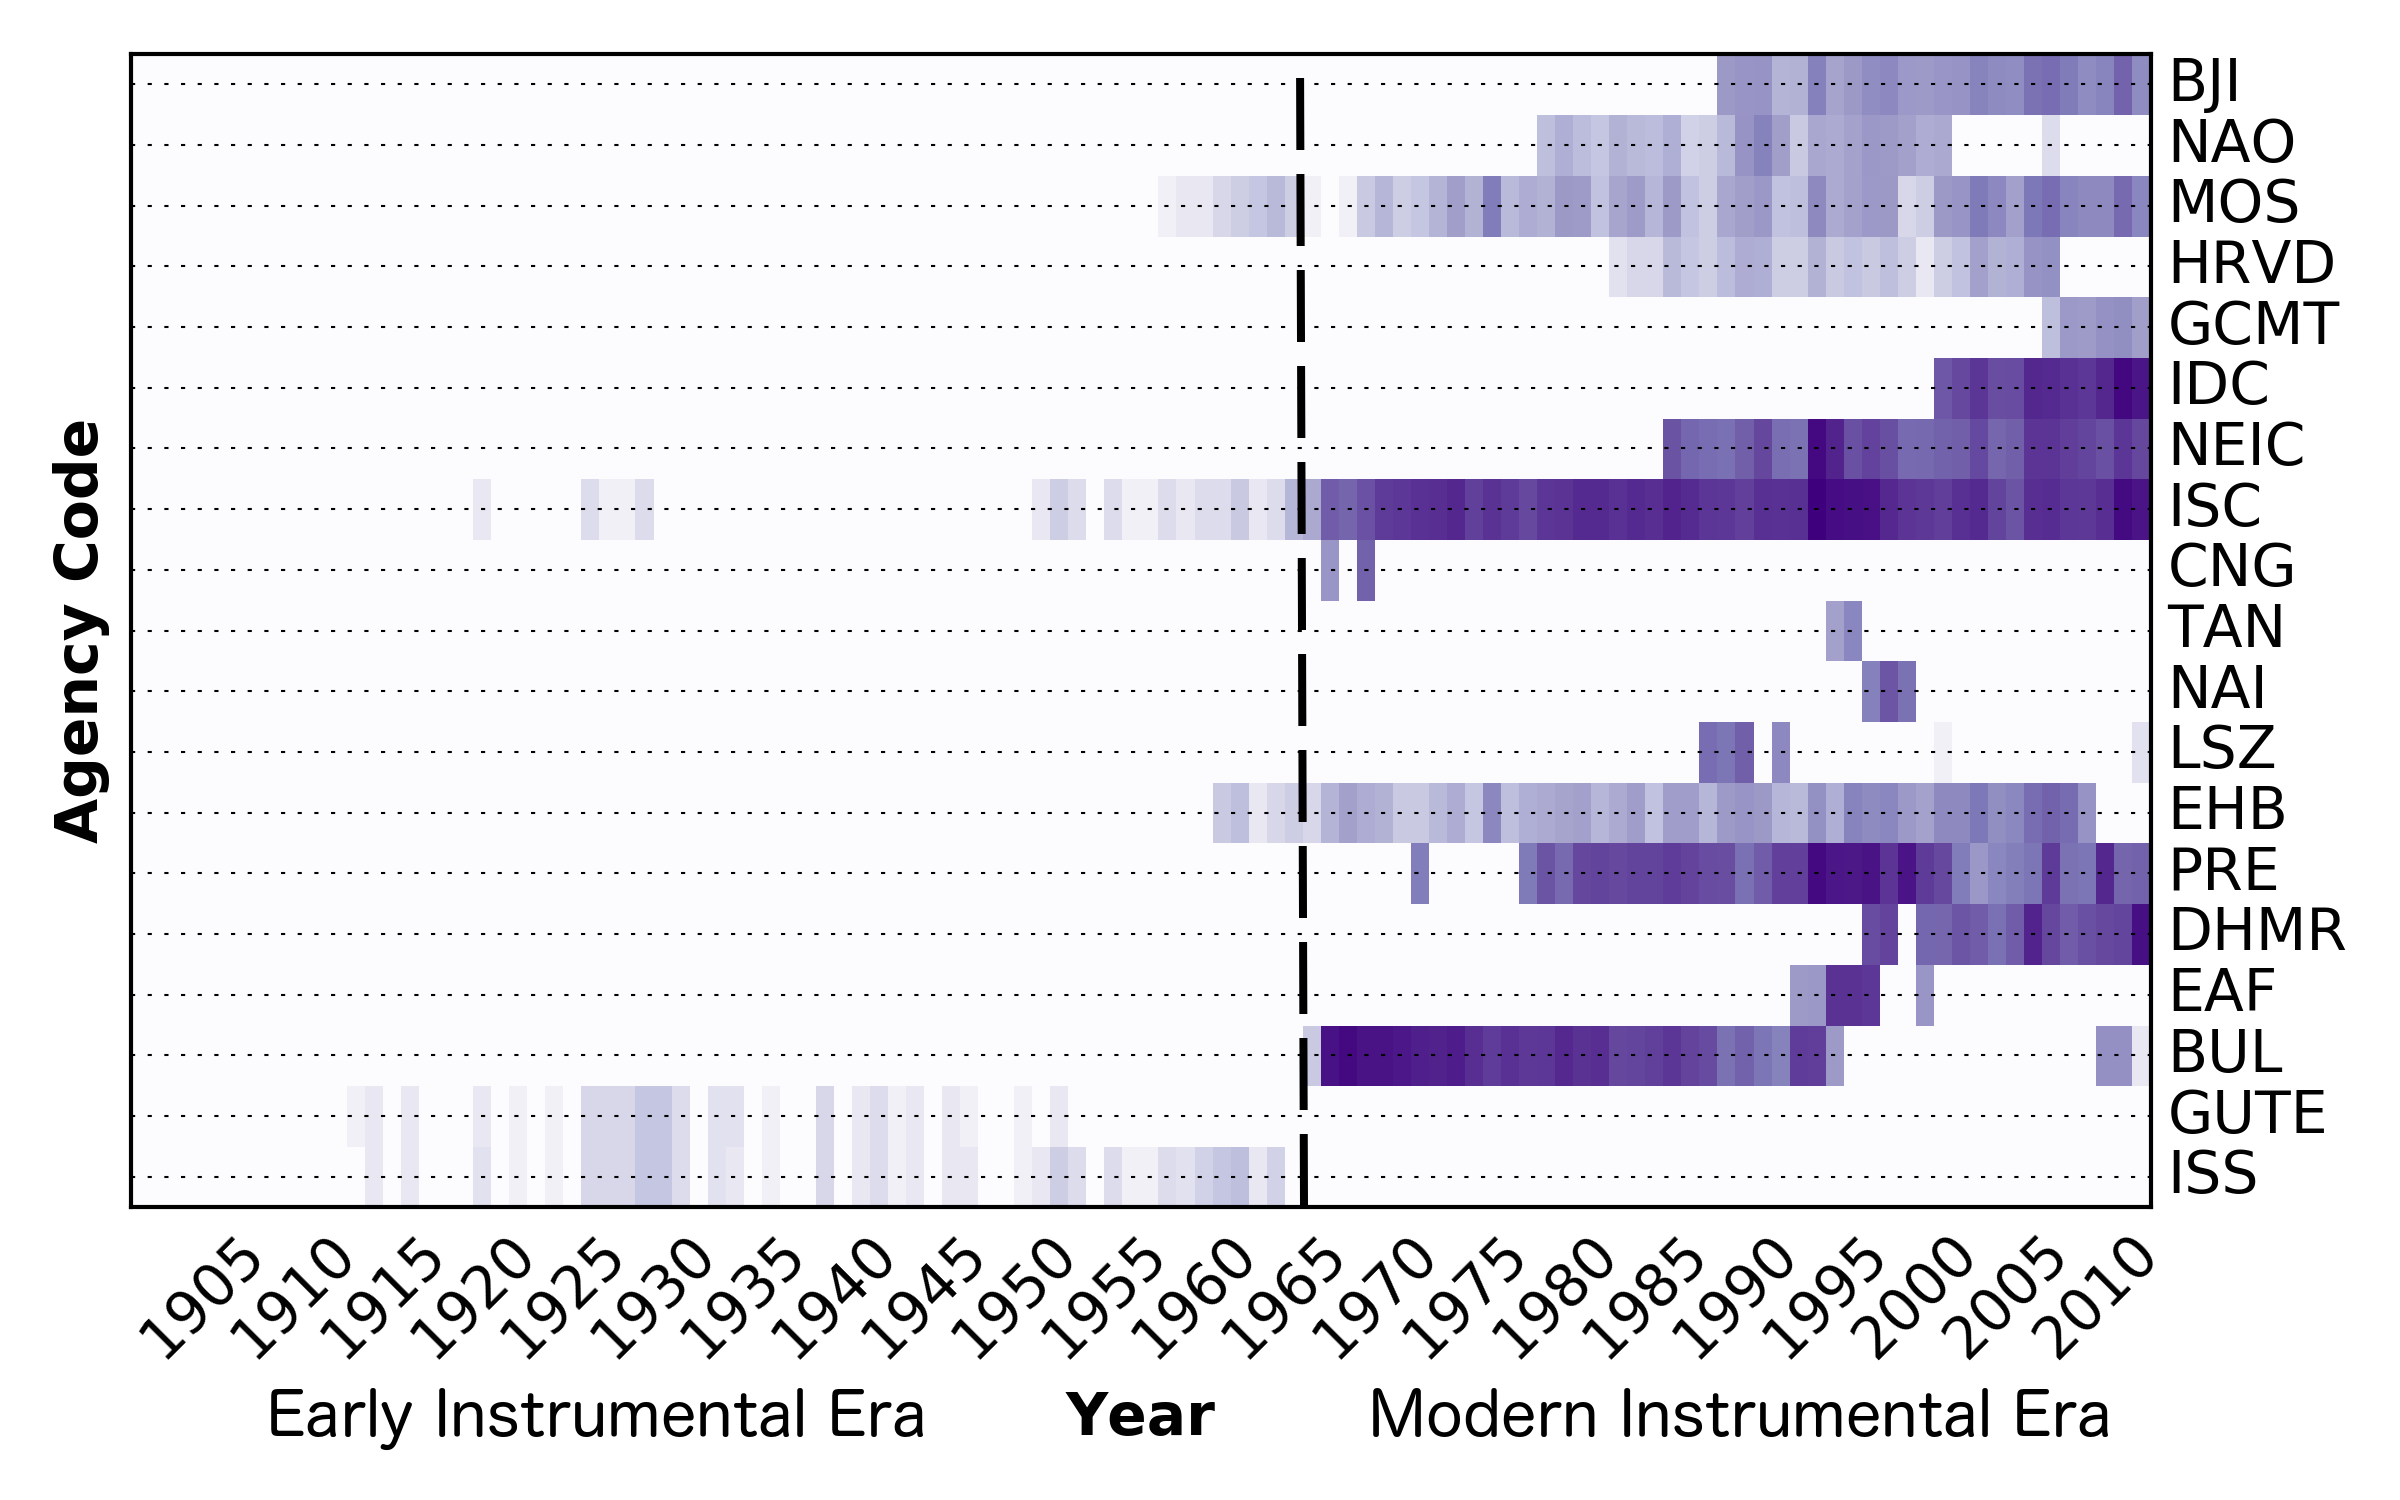 BJI
NAO
MOS
HRVD
GCMT
IDC
NEIC
ISC
CNG
TAN
NAI
LSZ
EHB
PRE
DHMR
EAF
BUL
GUTE
ISS
Agency Code
1905 1910 1915 1920 1925 1930 1935 1940 1945 1950 1955 1960 1965 1970 1975 1980 1985 1990 1995 2000 2005 2010
Early Instrumental Era Year Modern Instrumental Era